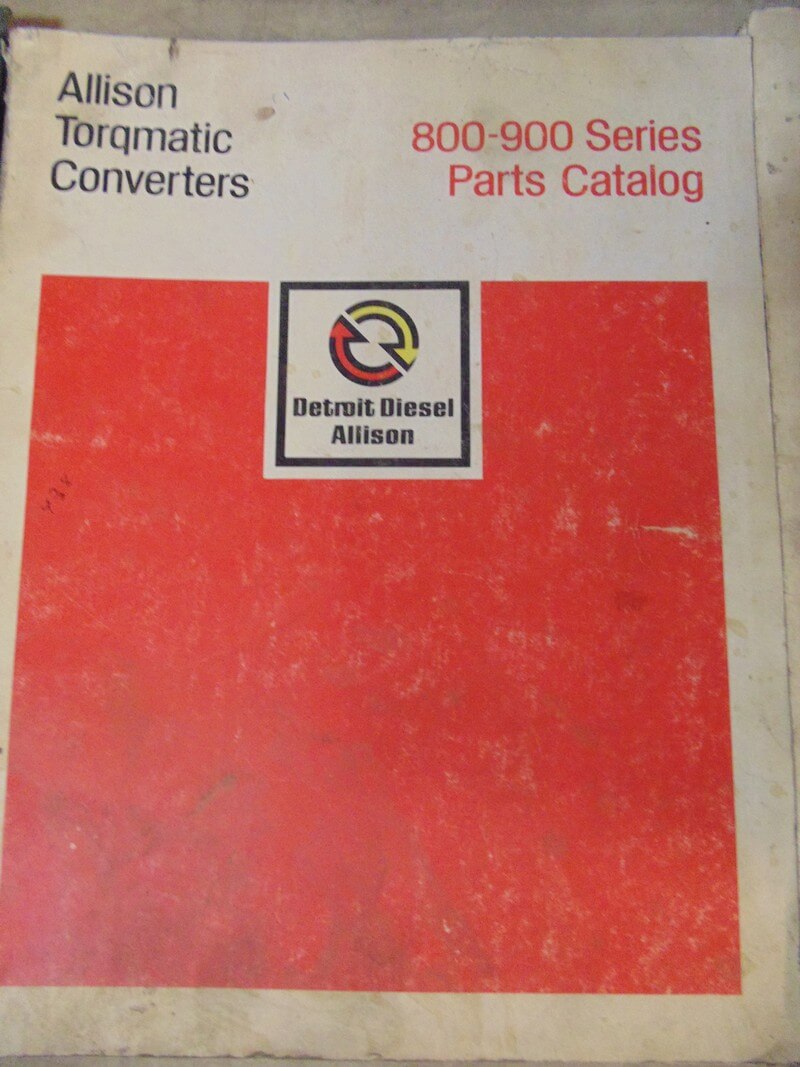 Allison
Torqmatic
Converters
800-900 Series
Parts Catalog
Detroit Diesel
Allison